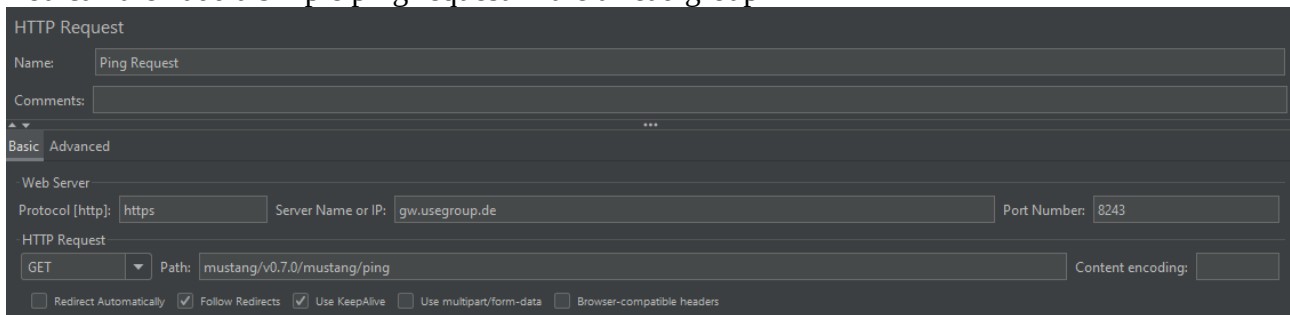 HTTP Request
Name: Ping Request
Comments:
Basic Advanced
Web Server
Protocol [http]: https Server Name or IP: gw.usegroup.de Port Number: 8243
HTTP Request
GET Path: mustang/v0.7.0/mustang/ping Content encoding:
Redirect Automatically Follow Redirects Use KeepAlive Use multipart/form-data Browser-compatible headers